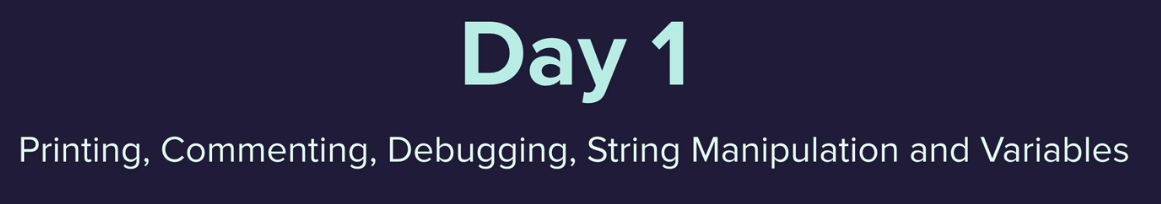 Day 1
Printing, Commenting, Debugging, String Manipulation and Variables